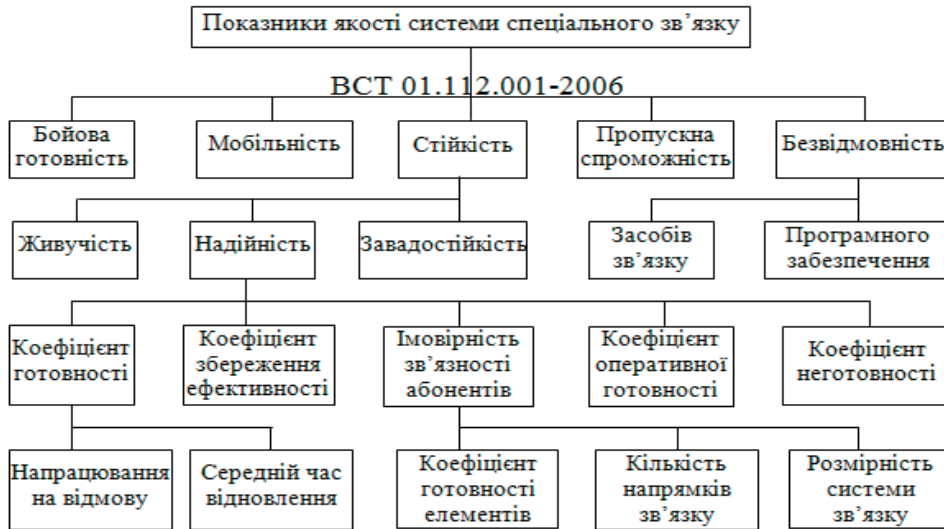 Показники якості системи спеціального зв’язку
ВСТ 01.112.001-2006
Бойова
готовність
Мобільність
Стійкість
Пропускна
спроможність
Безвідмовність
Живучість
Надійність
Завадостійкість
Засобів
зв’язку
Програмного
забезпечення
Коефіцієнт
готовності
Коефіцієнт
збереження
ефективності
Імовірність
зв’язності
абонентів
Коефіцієнт
оперативної
готовності
Коефіцієнт
неготовності
Напрацювання
на відмову
Середній час
відновлення
Коефіцієнт
готовності
елементів
Кількість
напрямків
зв’язку
Розмірність
системи
зв’язку